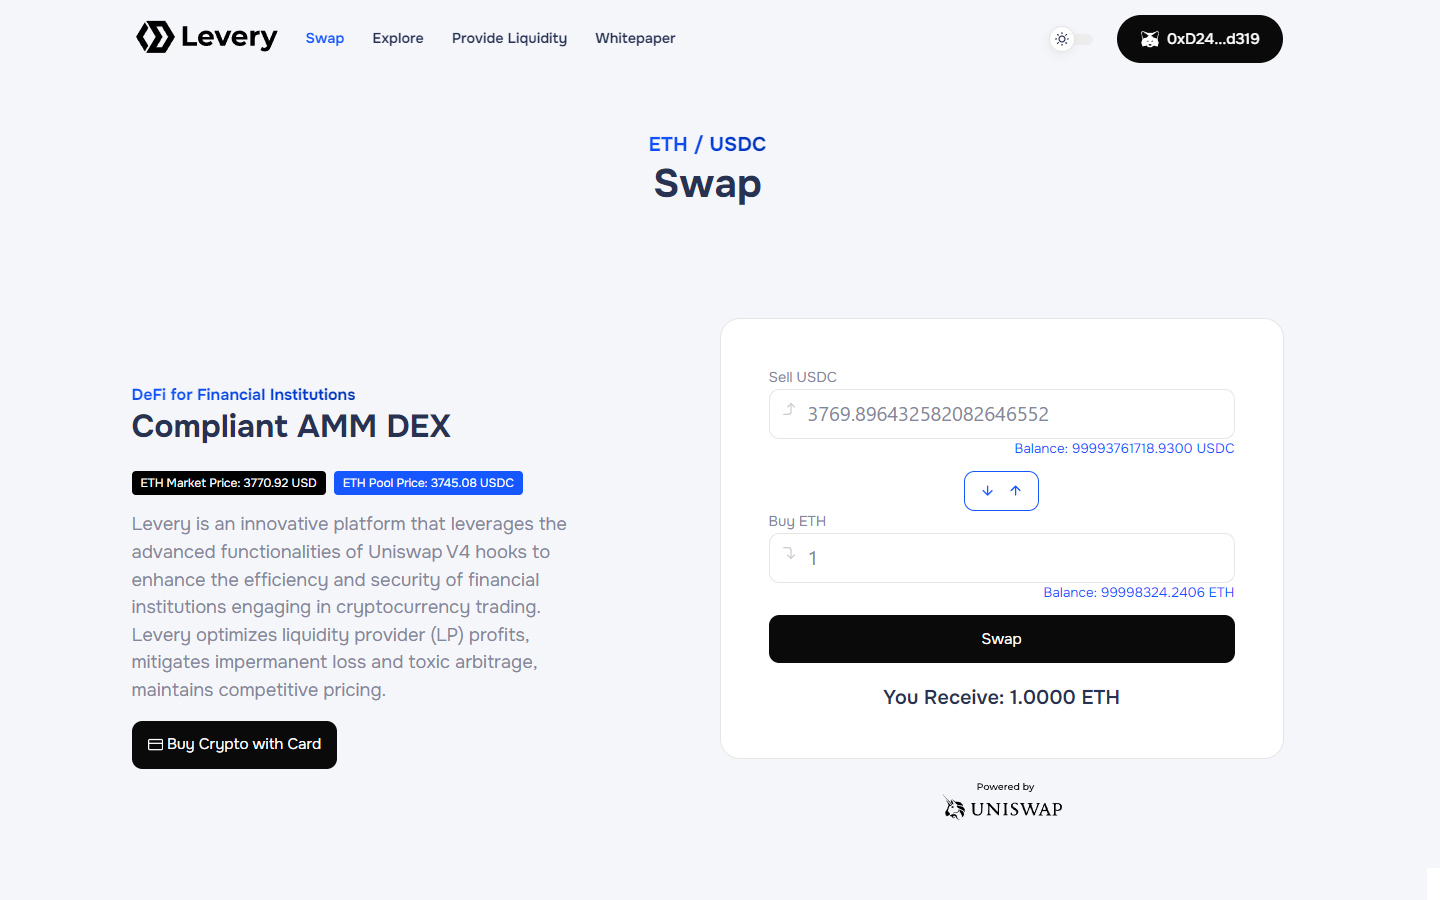 Levery
Swap
Explore
Provide Liquidity
Whitepaper
0xD24...d319
ETH / USDC
Swap
DeFi for Financial Institutions
Compliant AMM DEX
ETH Market Price: 3770.92 USD
ETH Pool Price: 3745.08 USDC
Levery is an innovative platform that leverages the
advanced functionalities of Uniswap V4 hooks to
enhance the efficiency and security of financial
institutions engaging in cryptocurrency trading.
Levery optimizes liquidity provider (LP) profits,
mitigates impermanent loss and toxic arbitrage,
maintains competitive pricing.
Buy Crypto with Card
Sell USDC
3769.896432582082646552
Balance: 99993761718.9300 USDC
Buy ETH
1
Balance: 99998324.2406 ETH
Swap
You Receive: 1.0000 ETH
Powered by
UNISWAP